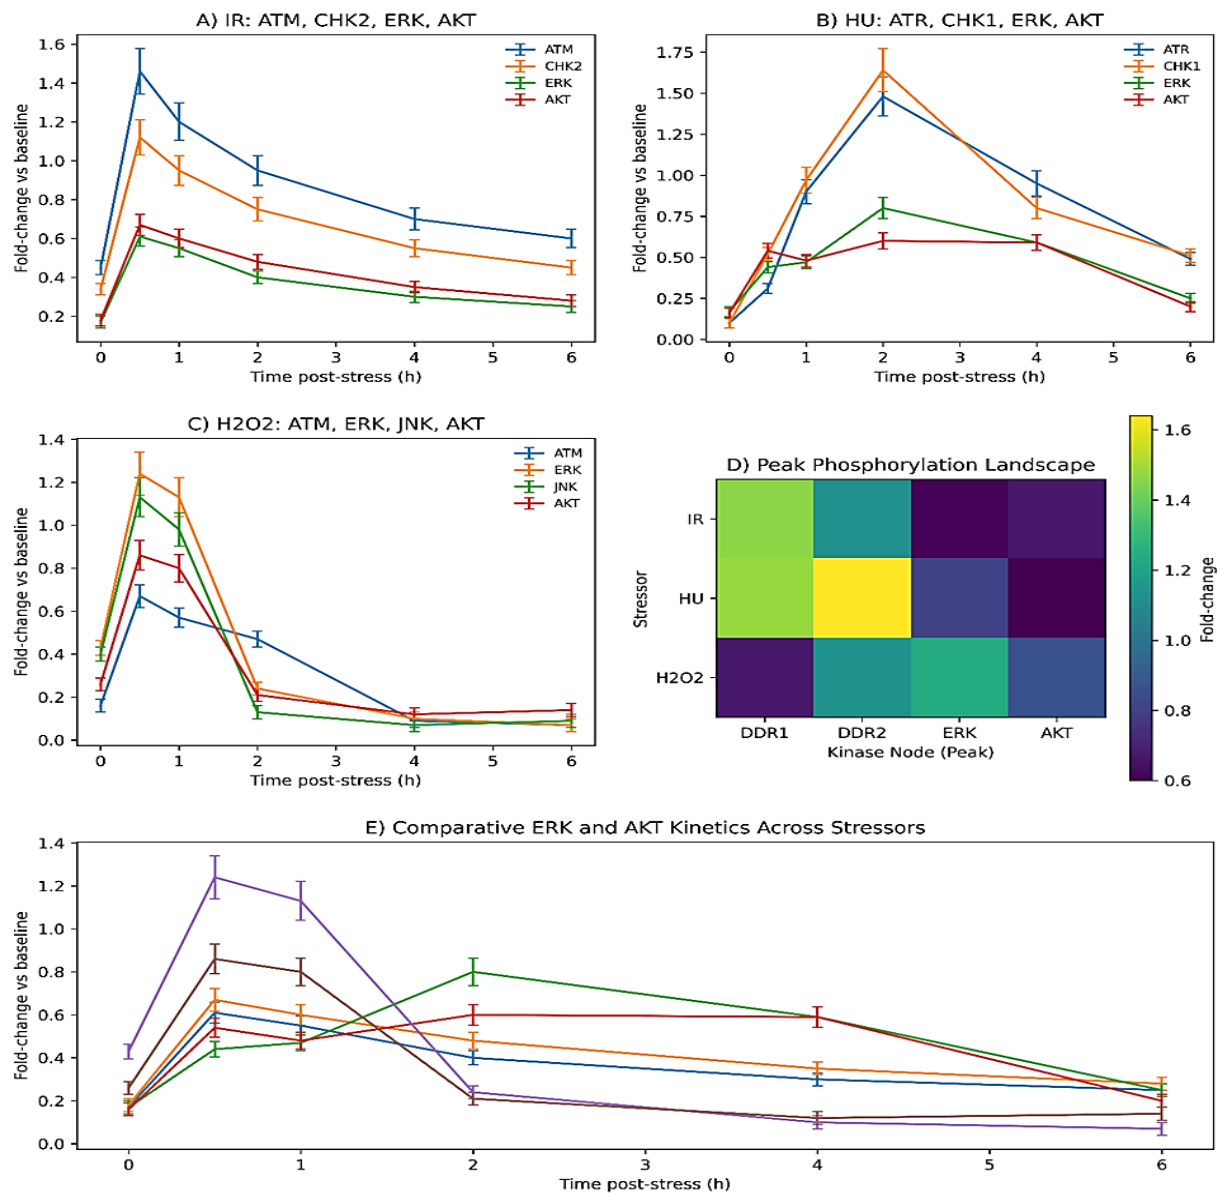 A) IR: ATM, CHK2, ERK, AKT
Fold-change vs baseline
1.6
1.4
1.2
1.0
0.8
0.6
0.4
0.2
ATM
CHK2
ERK
AKT
0 1 2 3 4 5 6
Time post-stress (h)
B) HU: ATR, CHK1, ERK, AKT
Fold-change vs baseline
1.75
1.50
1.25
1.00
0.75
0.50
0.25
0.00
ATR
CHK1
ERK
AKT
0 1 2 3 4 5 6
Time post-stress (h)
C) H2O2: ATM, ERK, JNK, AKT
Fold-change vs baseline
1.4
1.2
1.0
0.8
0.6
0.4
0.2
0.0
ATM
ERK
JNK
AKT
0 1 2 3 4 5 6
Time post-stress (h)
D) Peak Phosphorylation Landscape
Stressor
IR
HU
H2O2
DDR1 DDR2 ERK AKT
Kinase Node (Peak)
1.6
1.4
1.2
1.0
0.8
0.6
Fold-change
E) Comparative ERK and AKT Kinetics Across Stressors
Fold-change vs baseline
1.4
1.2
1.0
0.8
0.6
0.4
0.2
0.0
0 1 2 3 4 5 6
Time post-stress (h)